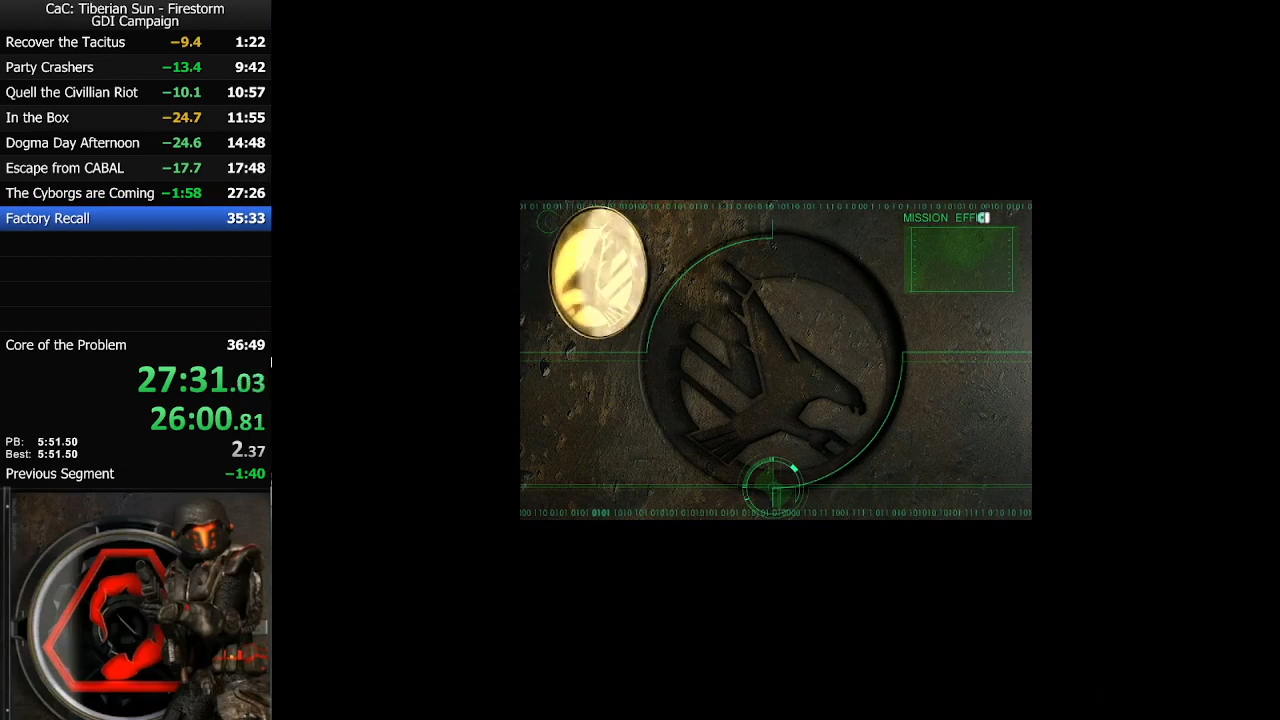 CaC: Tiberian Sun - Firestorm
GDI Campaign
Recover the Tacitus −9.4 1:22
Party Crashers −13.4 9:42
Quell the Civillian Riot −10.1 10:57
In the Box −24.7 11:55
Dogma Day Afternoon −24.6 14:48
Escape from CABAL −17.7 17:48
The Cyborgs are Coming −1:58 27:26
Factory Recall 35:33
Core of the Problem 36:49
27:31.03
26:00.81
PB: 5:51.50
Best: 5:51.50
2.37
Previous Segment −1:40
MISSION EFFI